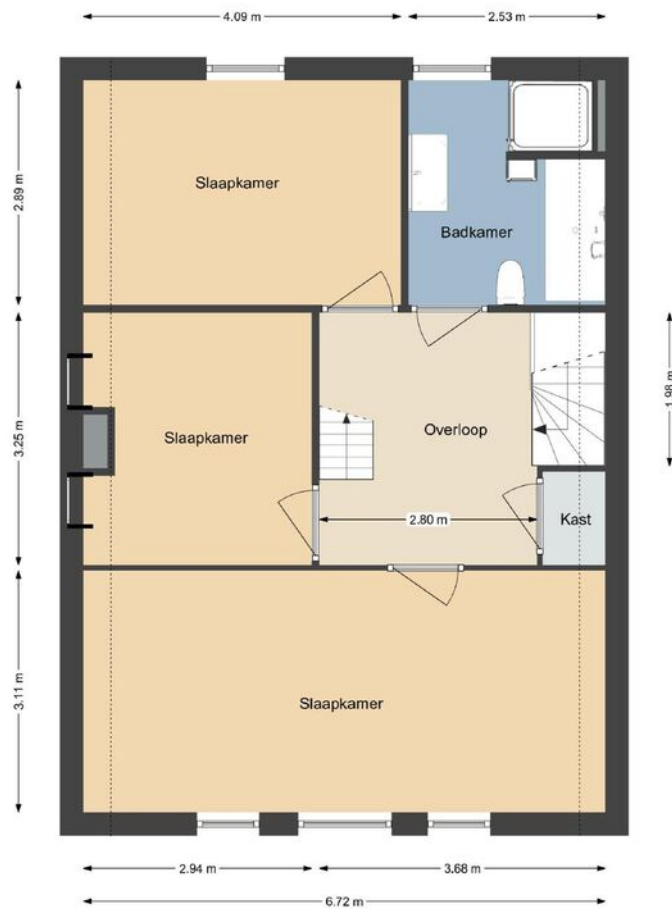 4.09 m
2.53 m
2.89 m
Slaapkamer
Badkamer
3.25 m
Slaapkamer
Overloop
1.98 m
2.80 m
Kast
3.11 m
Slaapkamer
2.94 m
3.68 m
6.72 m